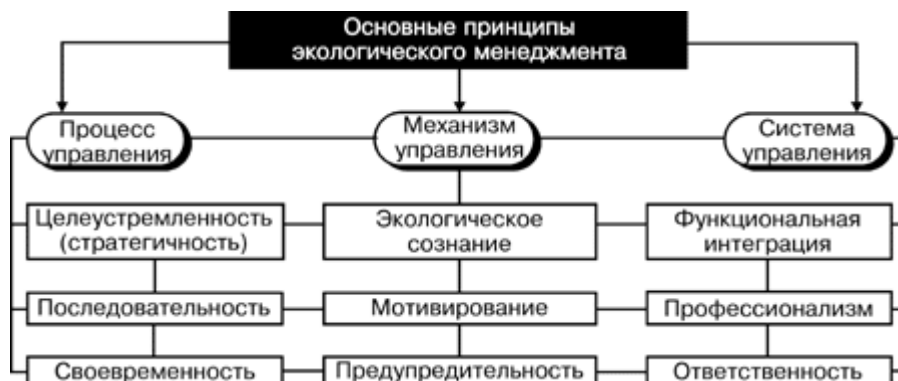 Основные принципы
экологического менеджмента
Процесс
управления
Механизм
управления
Система
управления
Целеустремленность
(стратегичность)
Экологическое
сознание
Функциональная
интеграция
Последовательность
Мотивирование
Профессионализм
Своевременность
Предупредительность
Ответственность